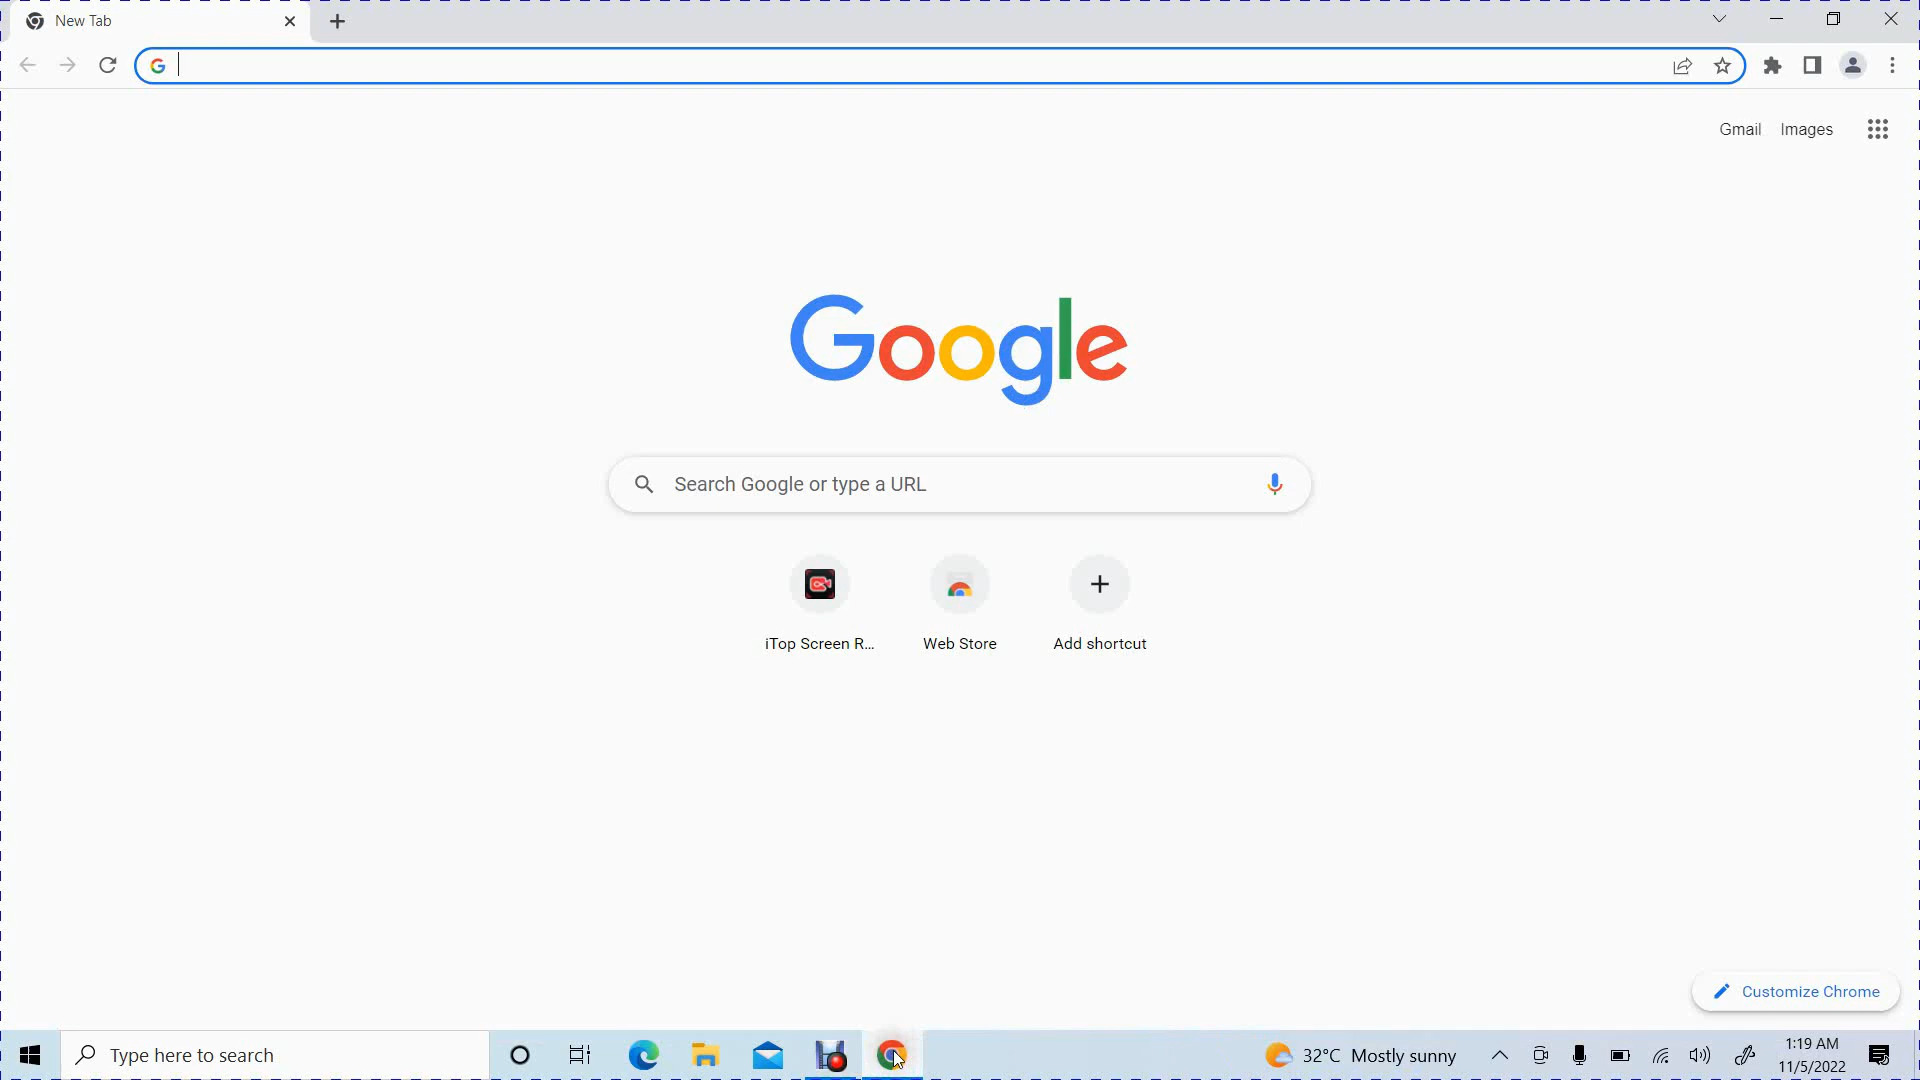 New Tab
Gmail Images
Google
Search Google or type a URL
iTop Screen R...
Web Store
Add shortcut
Customize Chrome
Type here to search
32°C Mostly sunny
1:19 AM
11/5/2022